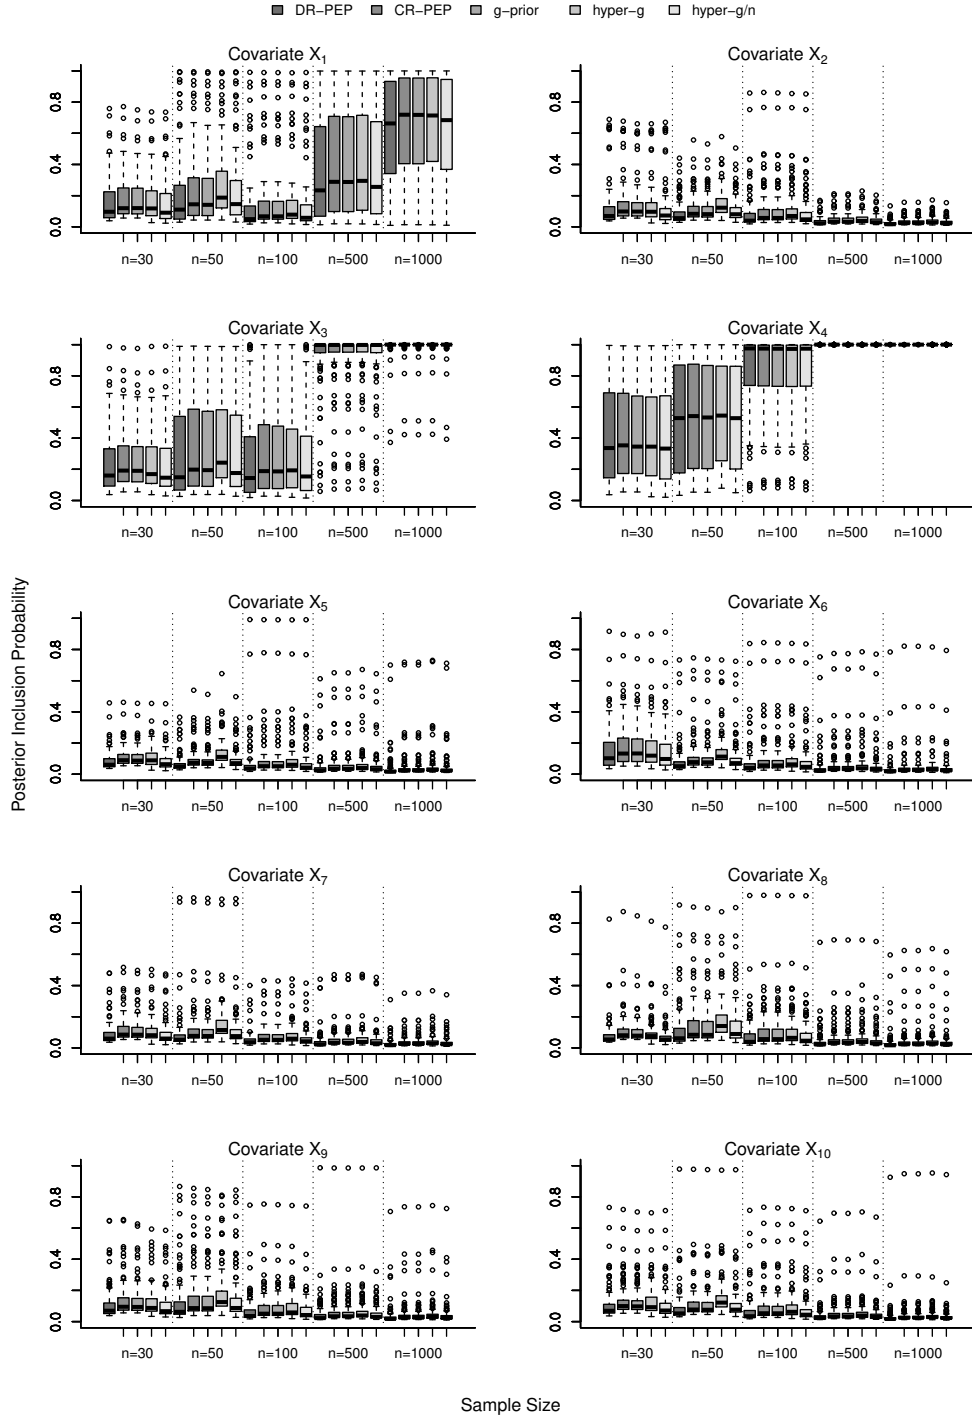 DR−PEP CR−PEP g−prior hyper−g hyper−g/n
Covariate X1 Covariate X2
0.0 0.4 0.8 0.0 0.4 0.8
n=30 n=50 n=100 n=500 n=1000 n=30 n=50 n=100 n=500 n=1000
Covariate X3 Covariate X4
0.0 0.4 0.8 0.0 0.4 0.8
n=30 n=50 n=100 n=500 n=1000 n=30 n=50 n=100 n=500 n=1000
Posterior Inclusion Probability
Covariate X5 Covariate X6
0.0 0.4 0.8 0.0 0.4 0.8
n=30 n=50 n=100 n=500 n=1000 n=30 n=50 n=100 n=500 n=1000
Covariate X7 Covariate X8
0.0 0.4 0.8 0.0 0.4 0.8
n=30 n=50 n=100 n=500 n=1000 n=30 n=50 n=100 n=500 n=1000
Covariate X9 Covariate X10
0.0 0.4 0.8 0.0 0.4 0.8
n=30 n=50 n=100 n=500 n=1000 n=30 n=50 n=100 n=500 n=1000
Sample Size